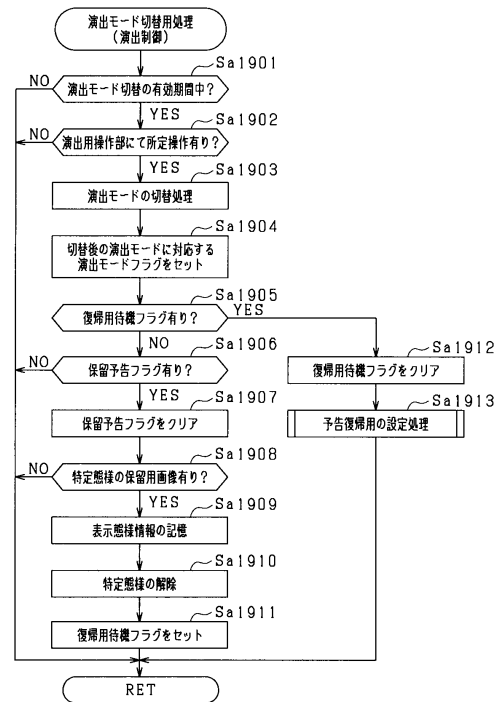 演出モード切替用処理
(演出制御)
Sa1901
演出モード切替の有効期間中?
NO
YES
Sa1902
演出用操作部にて所定操作有り?
NO
YES
Sa1903
演出モードの切替処理
Sa1904
切替後の演出モードに対応する
演出モードフラグをセット
Sa1905
復帰用待機フラグ有り?
YES
NO
Sa1906
保留予告フラグ有り?
NO
YES
Sa1907
保留予告フラグをクリア
Sa1908
特定態様の保留用画像有り?
NO
YES
Sa1909
表示態様情報の記憶
Sa1910
特定態様の解除
Sa1911
復帰用待機フラグをセット
Sa1912
復帰用待機フラグをクリア
Sa1913
予告復帰用の設定処理
RET